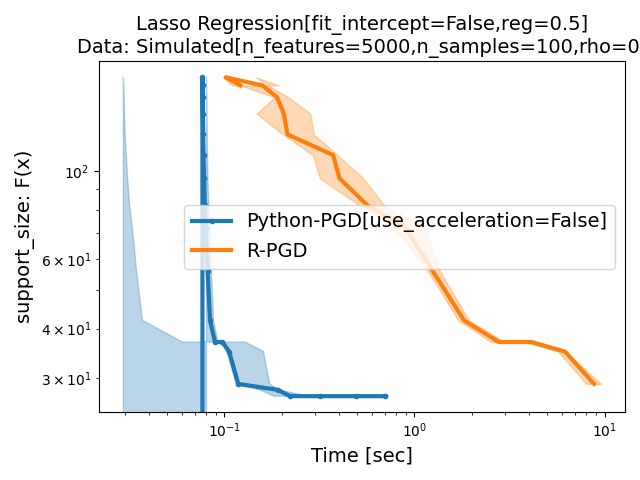 Lasso Regression[fit_intercept=False,reg=0.5]
Data: Simulated[n_features=5000,n_samples=100,rho=0
support_size: F(x)
10²
6 × 10¹
4 × 10¹
3 × 10¹
Python-PGD[use_acceleration=False]
R-PGD
10⁻¹
10⁰
10¹
Time [sec]